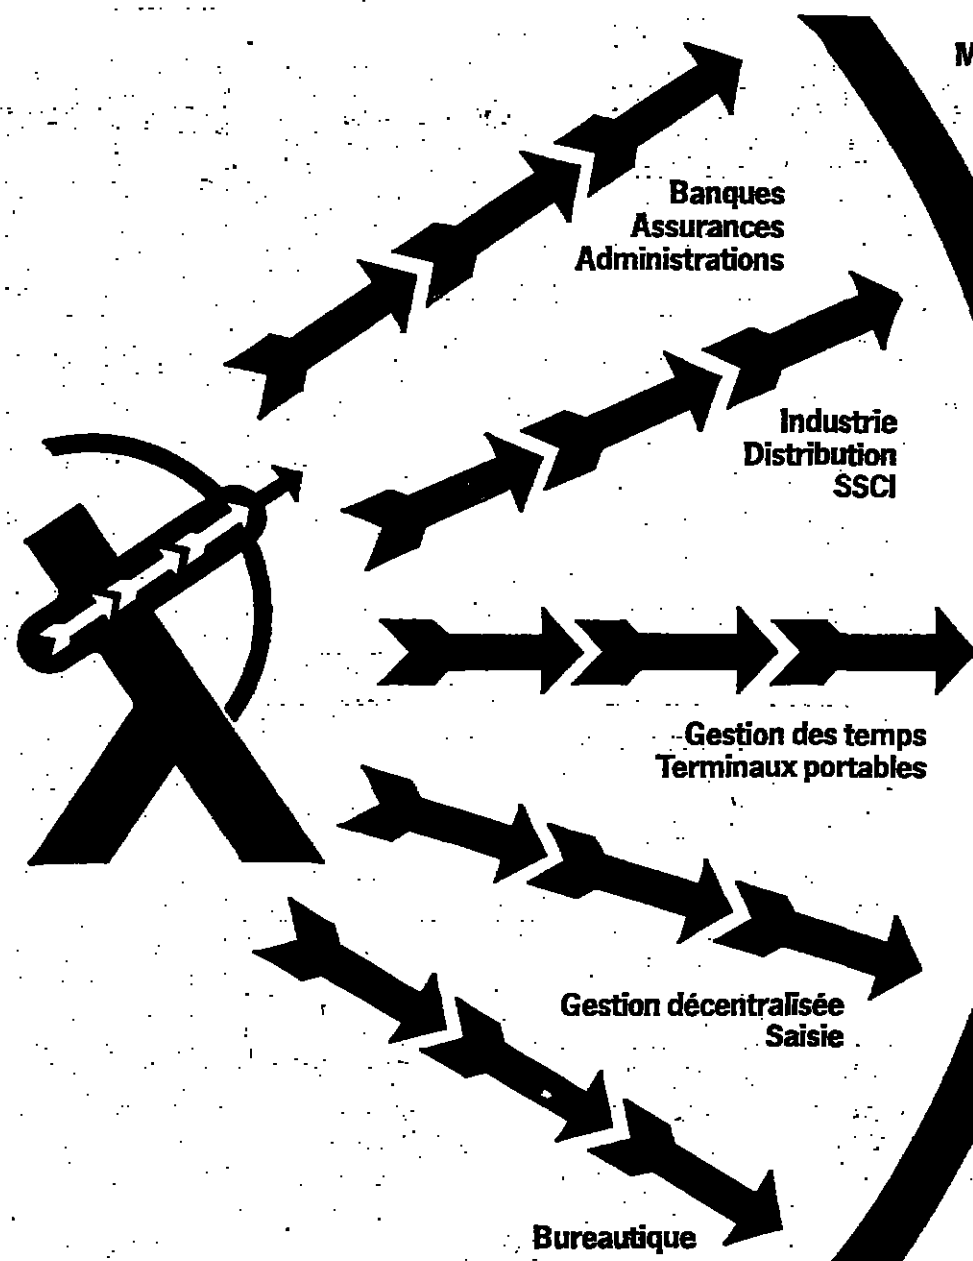 M
Banques
Assurances
Administrations
Industrie
Distribution
SSCI
Gestion des temps
Terminaux portables
Gestion décentralisée
Saisie
Bureautique